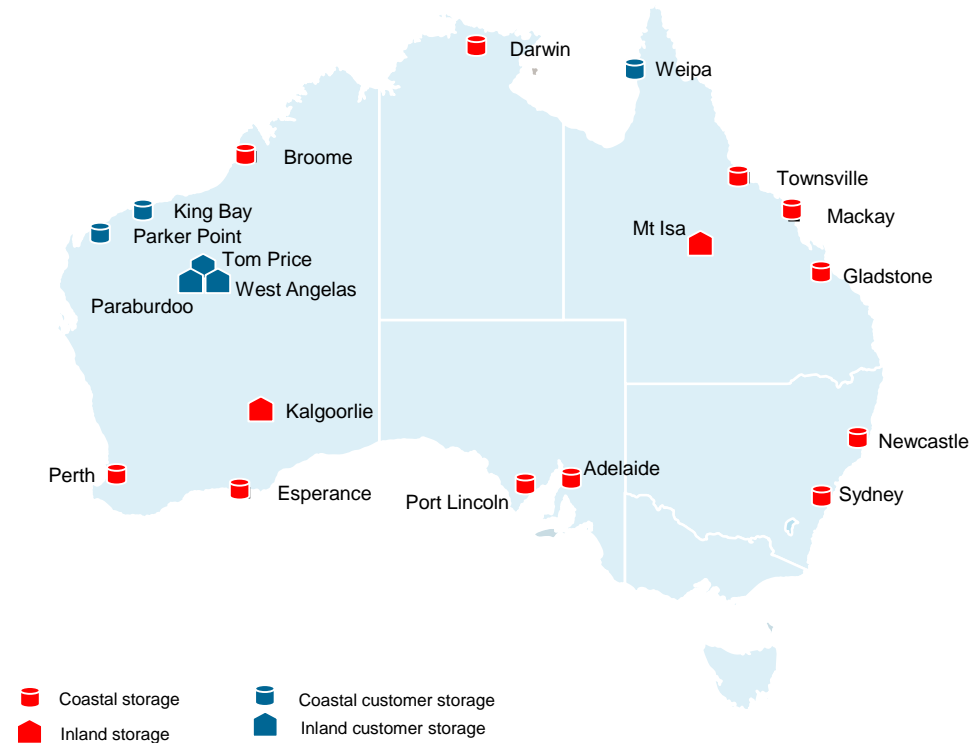 Darwin
Weipa
Broome
Townsville
King Bay
Mackay
Parker Point
Mt Isa
Tom Price
Gladstone
West Angelas
Paraburdoo
Kalgoorlie
Newcastle
Adelaide
Perth
Esperance
Port Lincoln
Sydney
Coastal storage
Coastal customer storage
Inland storage
Inland customer storage